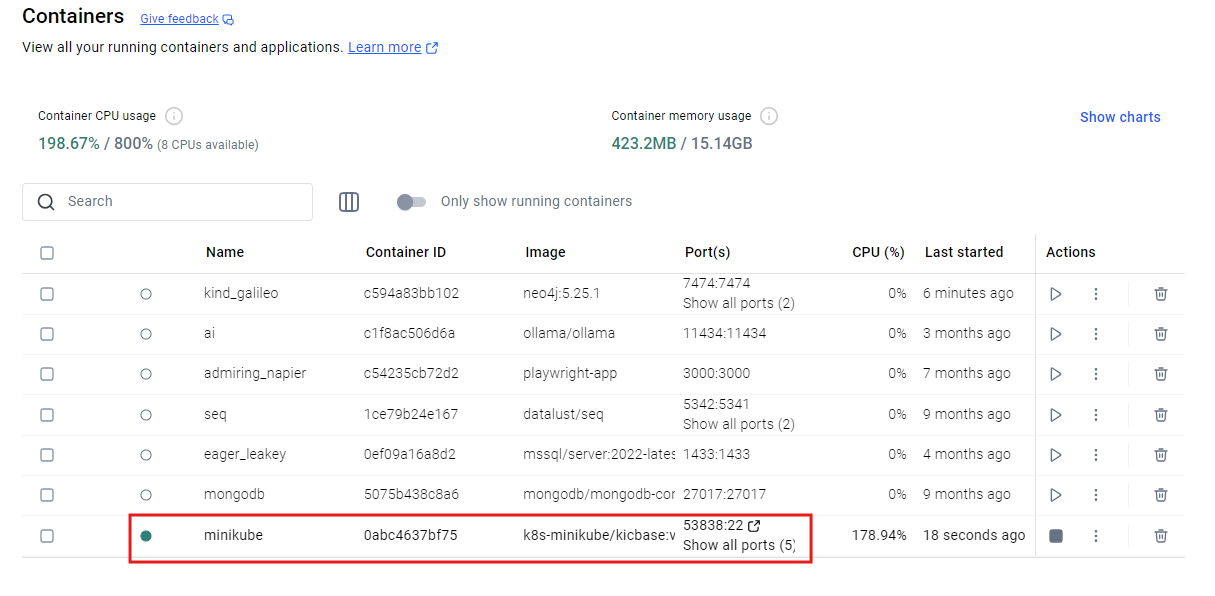 Containers Give feedback
View all your running containers and applications. Learn more
Container CPU usage Container memory usage Show charts
198.67% / 800% (8 CPUs available) 423.2MB / 15.14GB
Search Only show running containers
Name Container ID Image Port(s) CPU (%) Last started Actions
kind_galileo c594a83bb102 neo4j:5.25.1 7474:7474 0% 6 minutes ago
Show all ports (2)
ai c1f8ac506d6a ollama/ollama 11434:11434 0% 3 months ago
admiring_napier c54235cb72d2 playwright-app 3000:3000 0% 7 months ago
seq 1ce79b24e167 datalust/seq 5342:5341 0% 9 months ago
Show all ports (2)
eager_leakey 0ef09a16a8d2 mssql/server:2022-lates 1433:1433 0% 4 months ago
mongodb 5075b438c8a6 mongodb/mongodb-cor 27017:27017 0% 9 months ago
minikube 0abc4637bf75 k8s-minikube/kicbase:v 53838:22 178.94% 18 seconds ago
Show all ports (5)